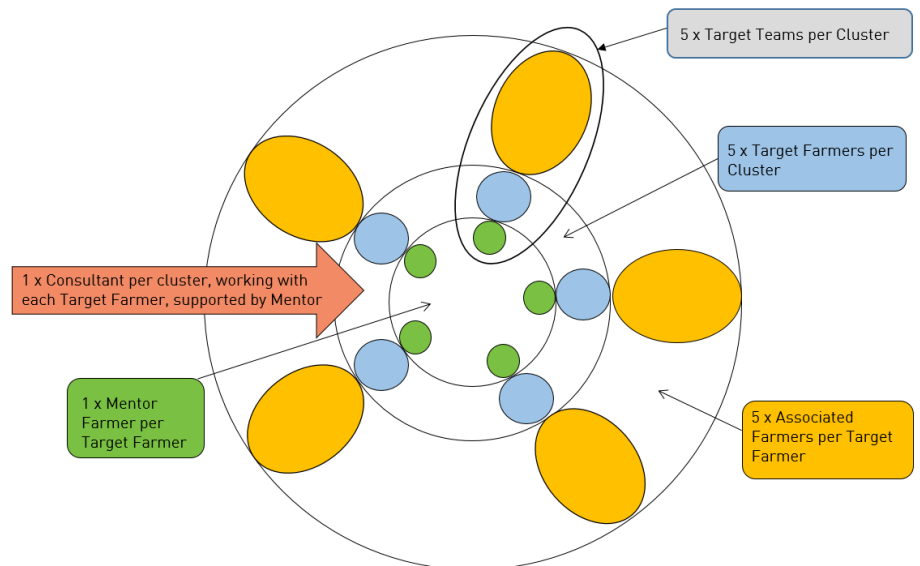 5 x Target Teams per Cluster
5 x Target Farmers per
Cluster
1 x Consultant per cluster, working with
each Target Farmer, supported by Mentor
1 x Mentor
Farmer per
Target Farmer
5 x Associated
Farmers per Target
Farmer